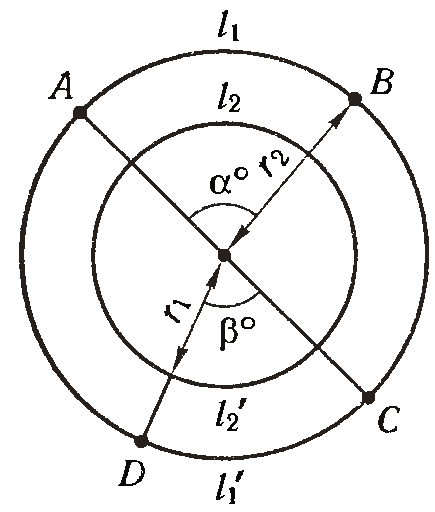 l₁
A
B
l₂
α°
r₂
r₁
β°
l₂′
C
D
l₁′